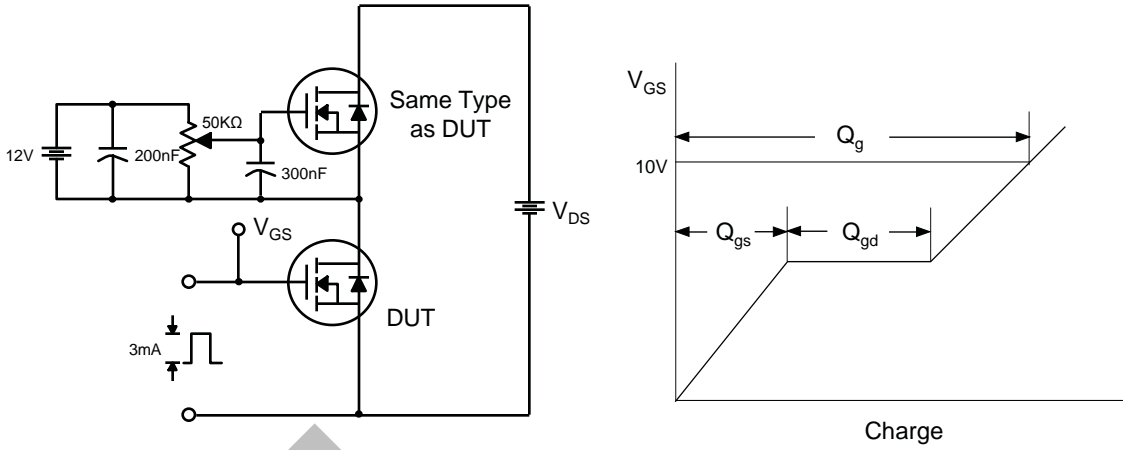 Same Type
as DUT
50KΩ
12V
200nF
300nF
V_GS
V_DS
DUT
3mA
V_GS
Q_g
10V
Q_gs
Q_gd
Charge